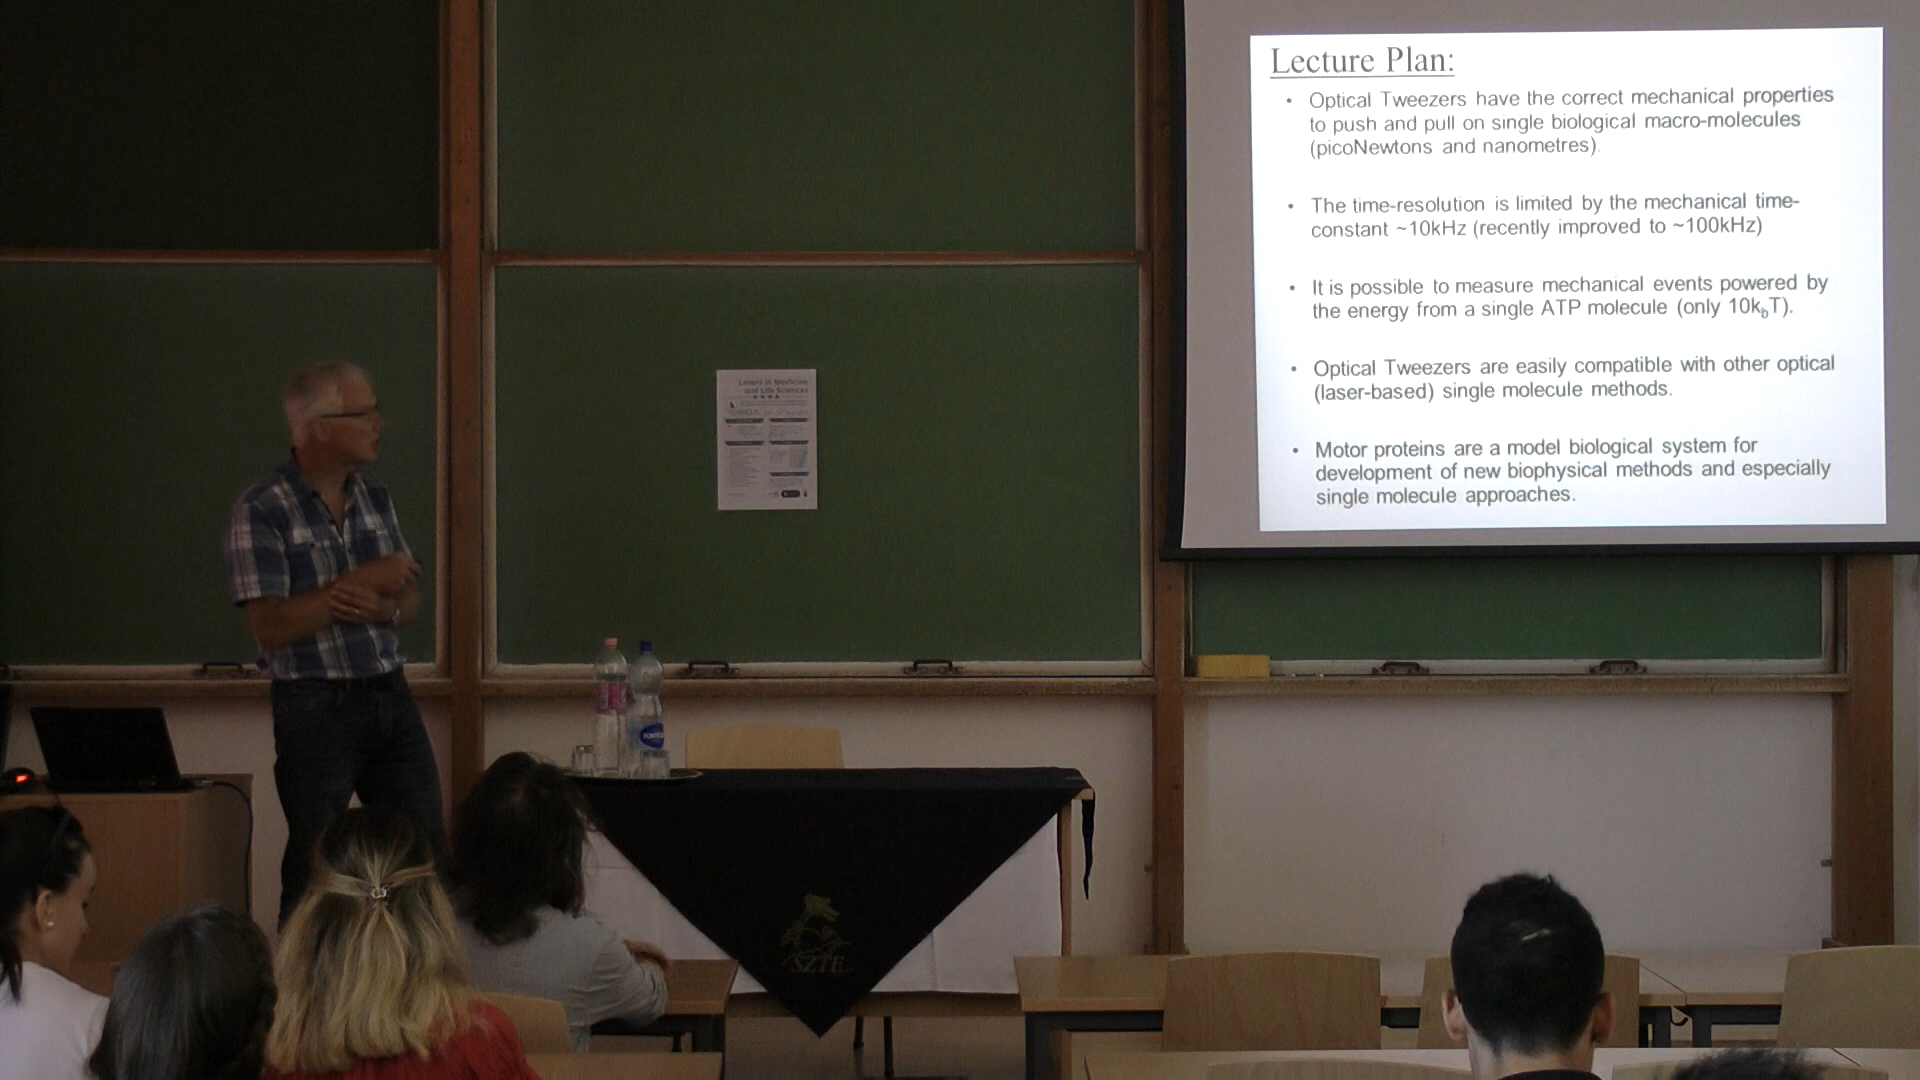 Lecture Plan:
• Optical Tweezers have the correct mechanical properties
to push and pull on single biological macro-molecules
(picoNewtons and nanometres).
• The time-resolution is limited by the mechanical time-
constant ~10kHz (recently improved to ~100kHz)
• It is possible to measure mechanical events powered by
the energy from a single ATP molecule (only 10kbT).
• Optical Tweezers are easily compatible with other optical
(laser-based) single molecule methods.
• Motor proteins are a model biological system for
development of new biophysical methods and especially
single molecule approaches.
Lasers in Medicine
and Life Sciences
SZTE